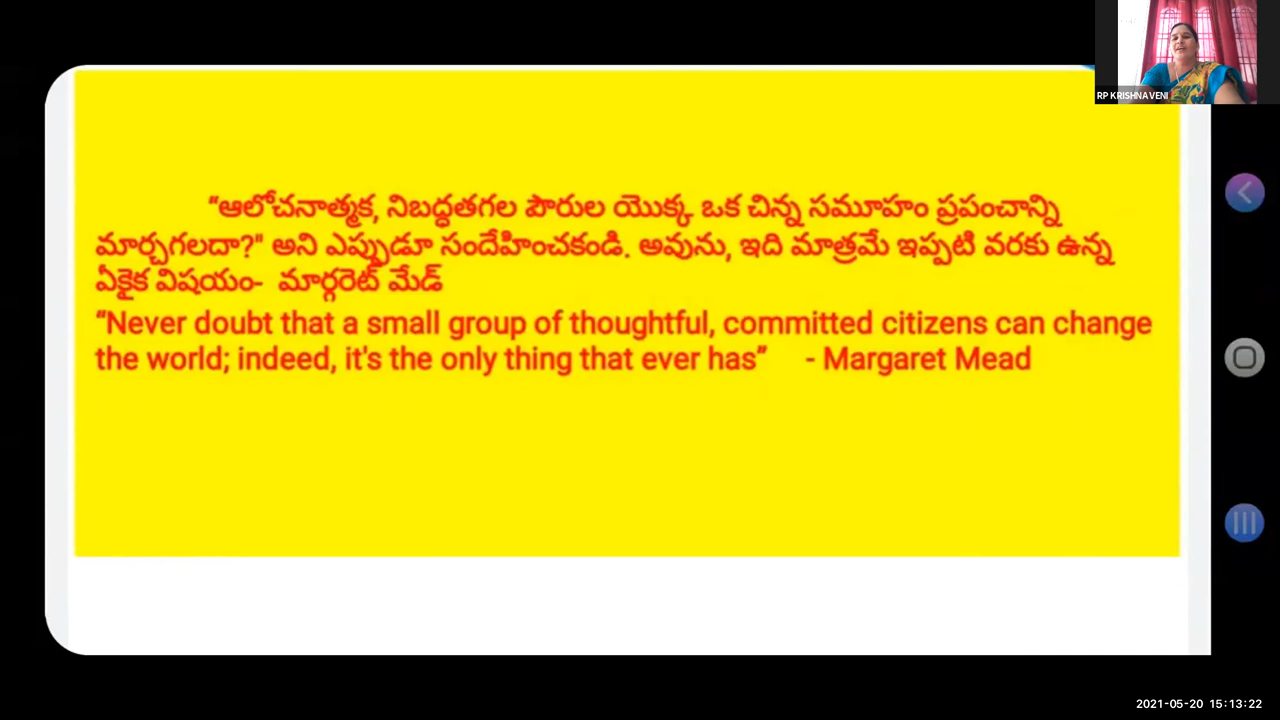 RP KRISHNAVENI
“ఆలోచనాత్మక, నిబద్ధతగల పౌరుల యొక్క ఒక చిన్న సమూహం ప్రపంచాన్ని
మార్చగలదా?" అని ఎప్పుడూ సందేహించకండి. అవును, ఇది మాత్రమే ఇప్పటి వరకు ఉన్న
ఏకైక విషయం- మార్గరెట్ మేడ్
“Never doubt that a small group of thoughtful, committed citizens can change
the world; indeed, it's the only thing that ever has” - Margaret Mead
2021-05-20 15:13:22